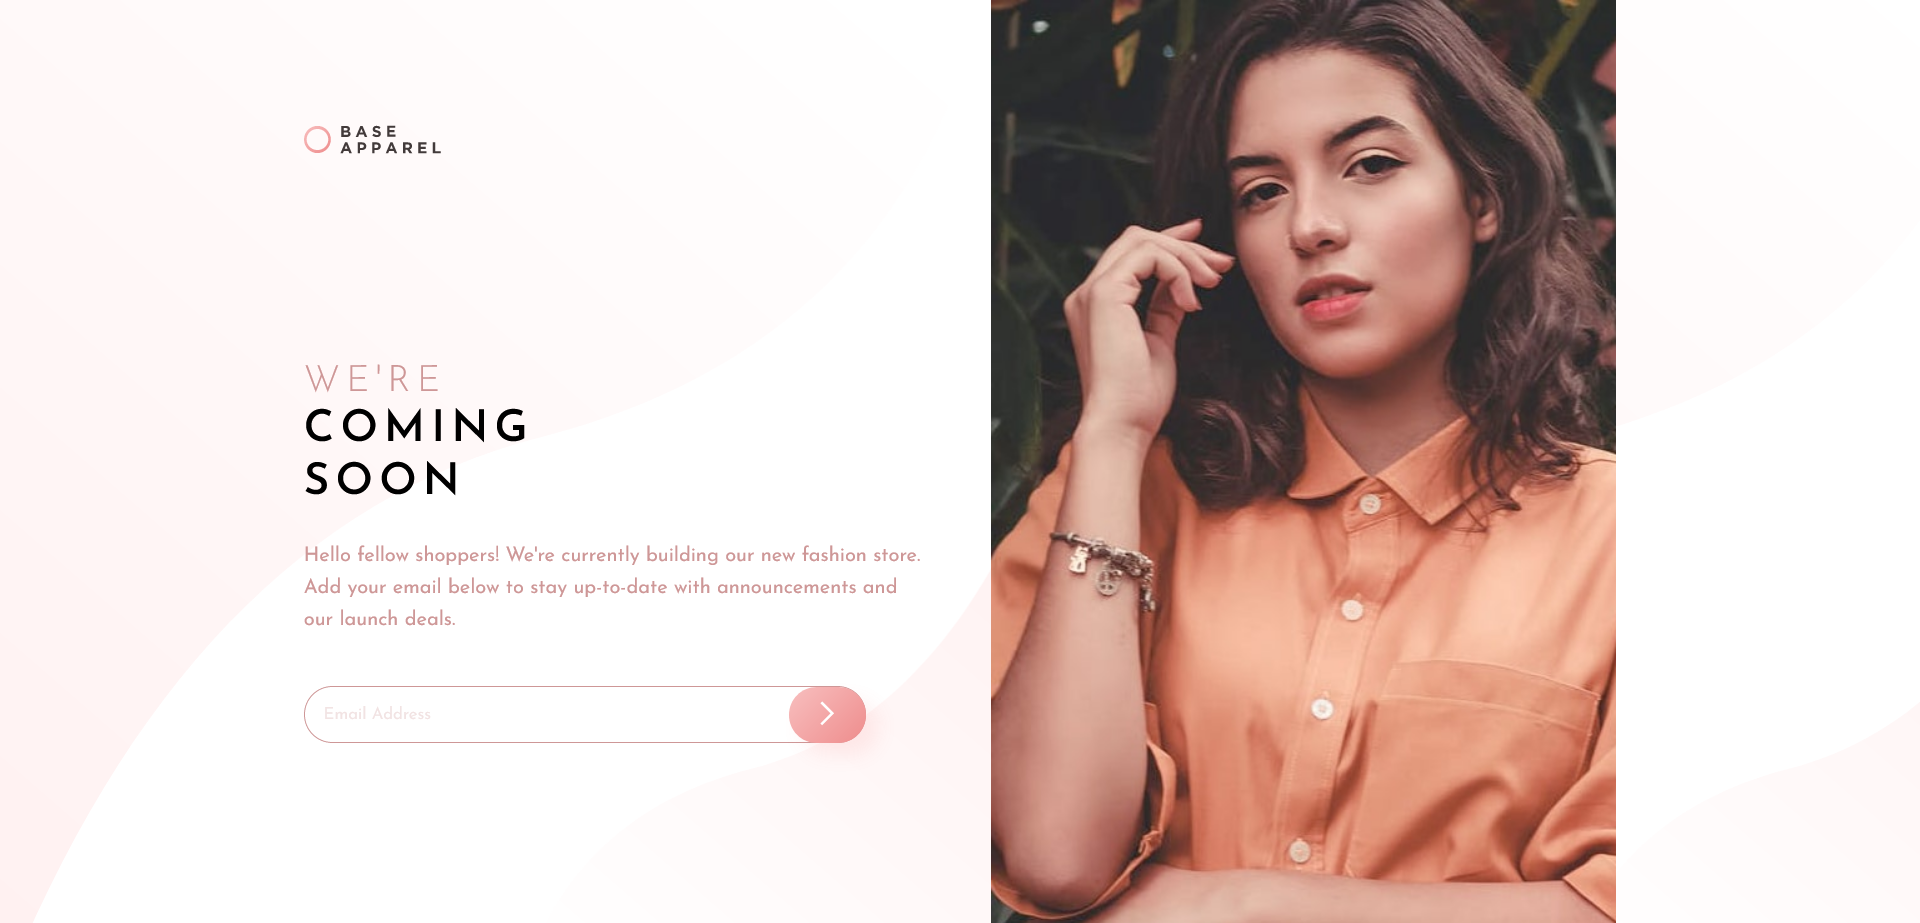 BASE
APPAREL
WE'RE
COMING
SOON
Hello fellow shoppers! We're currently building our new fashion store.
Add your email below to stay up-to-date with announcements and
our launch deals.
Email Address